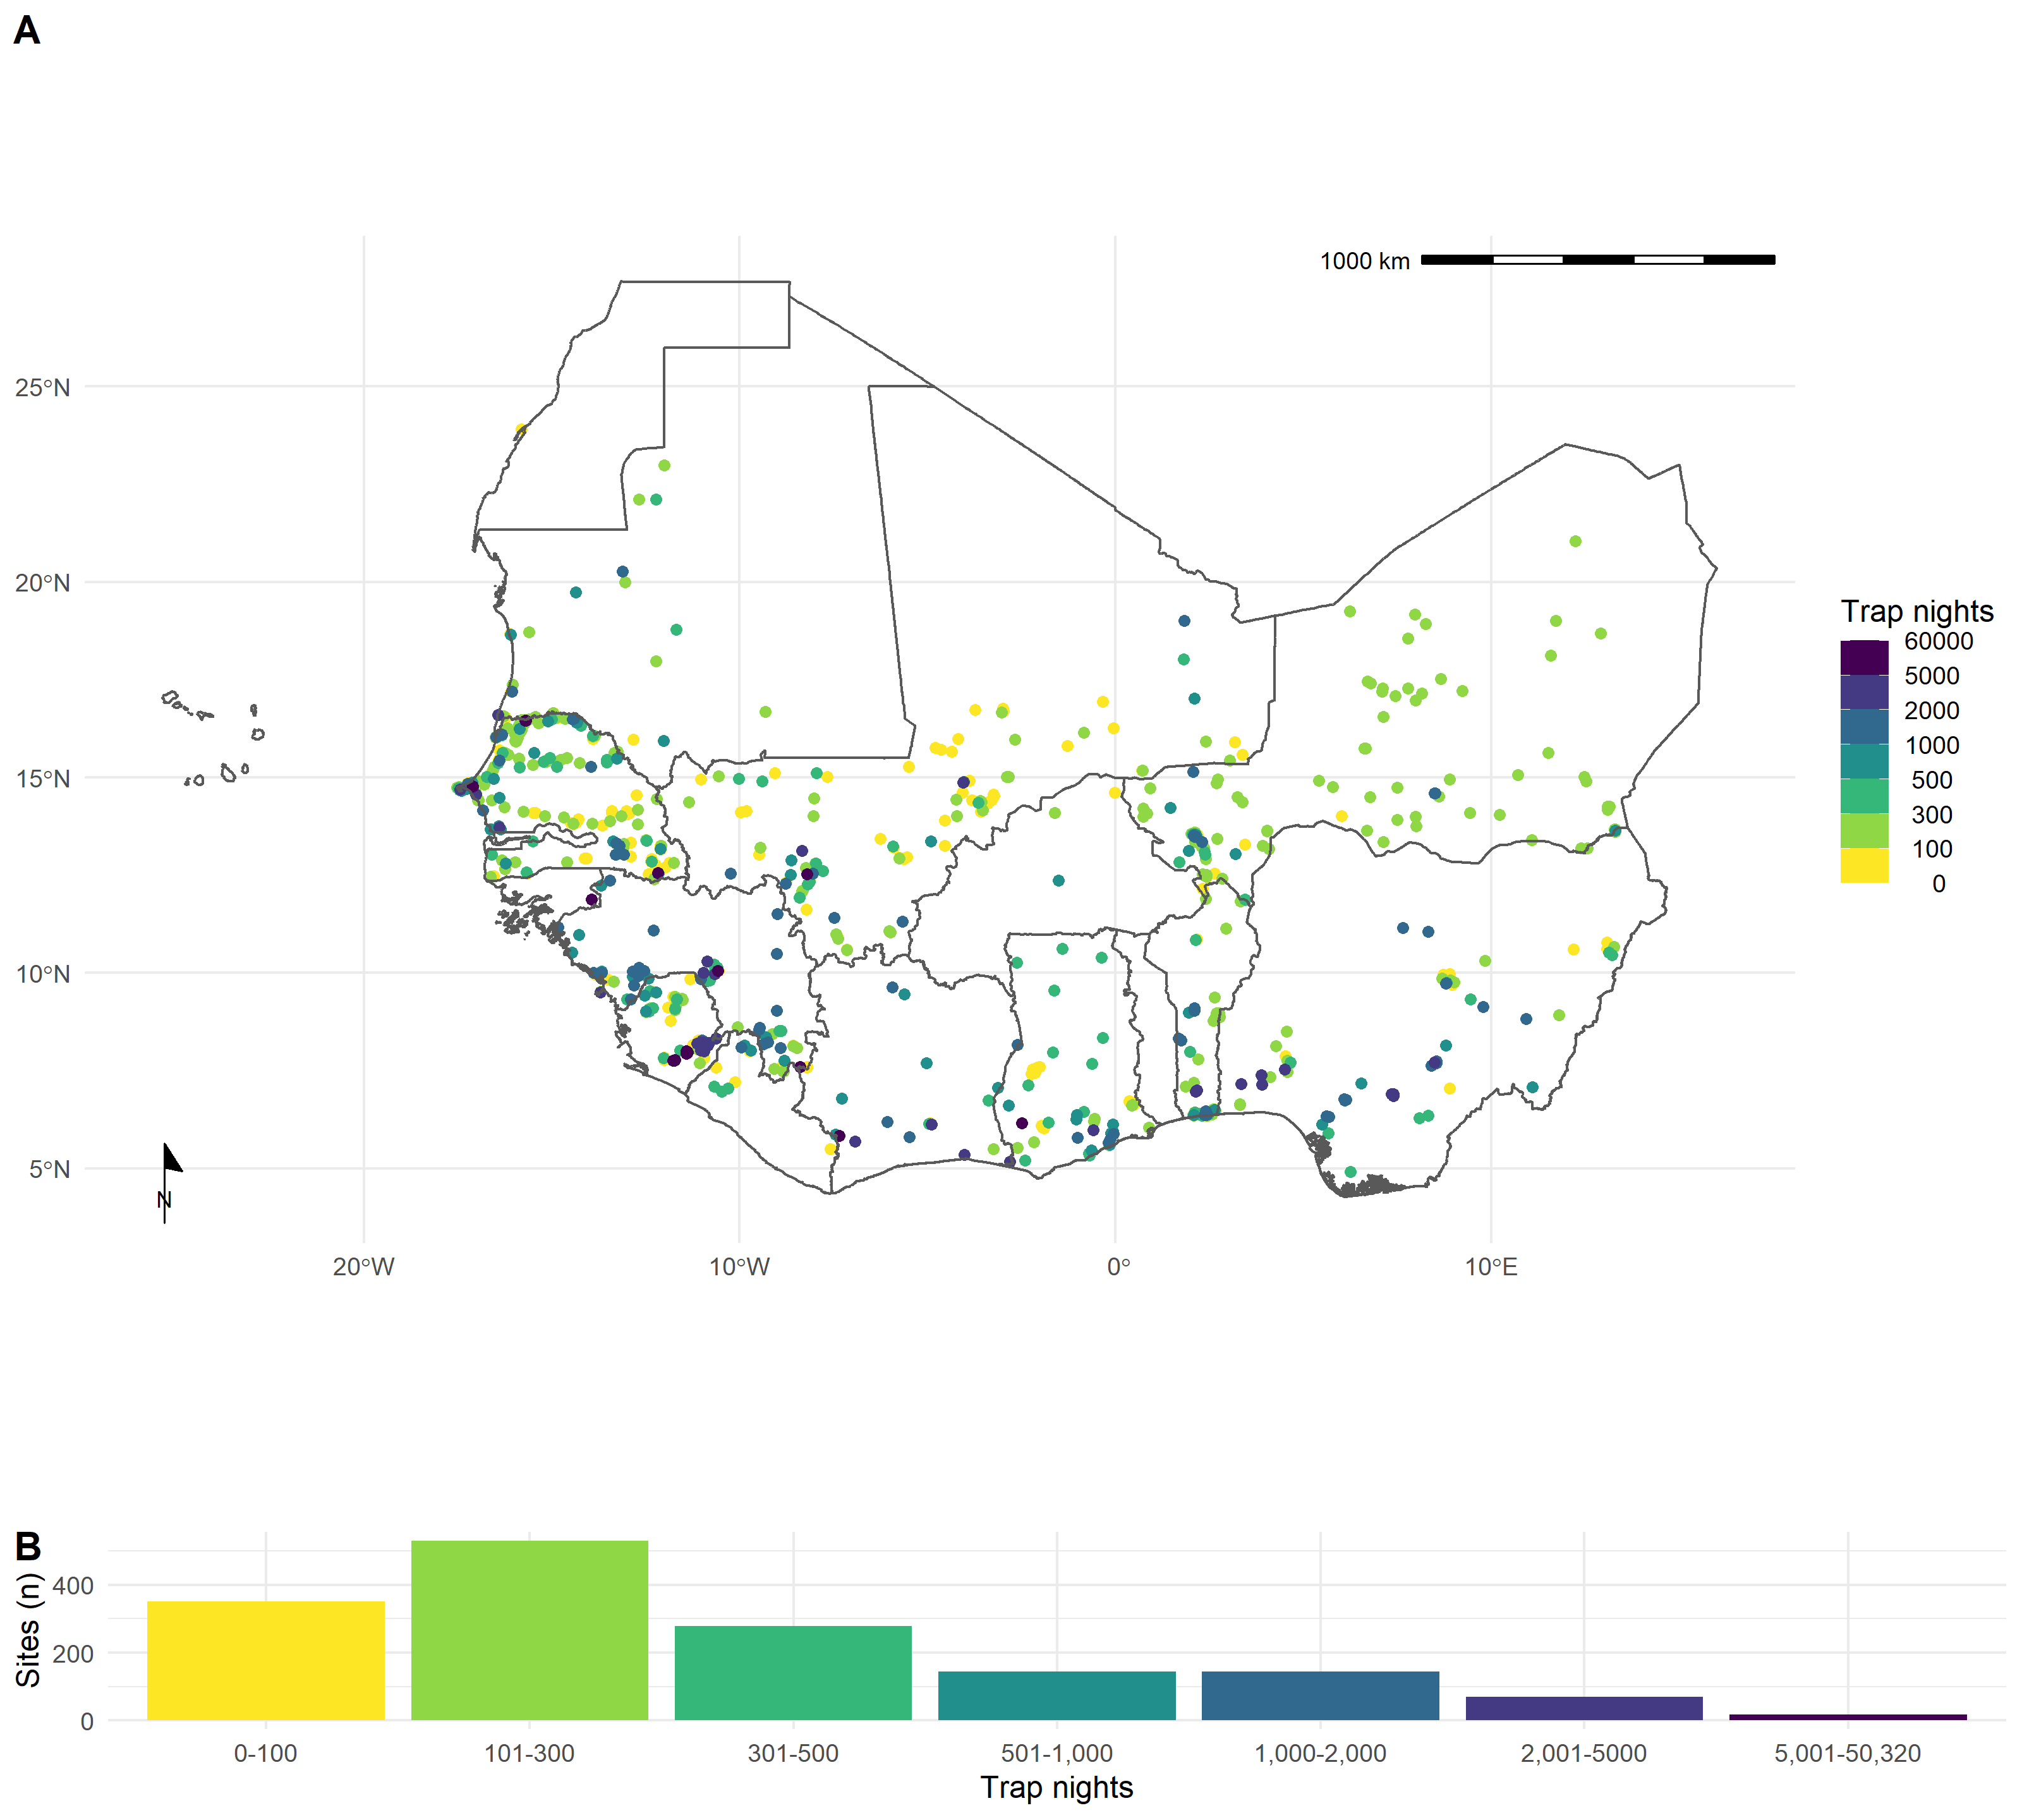 A
1000 km
25°N
20°N
15°N
10°N
5°N
20°W
10°W
0°
10°E
N
Trap nights
60000
5000
2000
1000
500
300
100
0
B
Sites (n)
400
200
0
0-100
101-300
301-500
501-1,000
1,000-2,000
2,001-5000
5,001-50,320
Trap nights